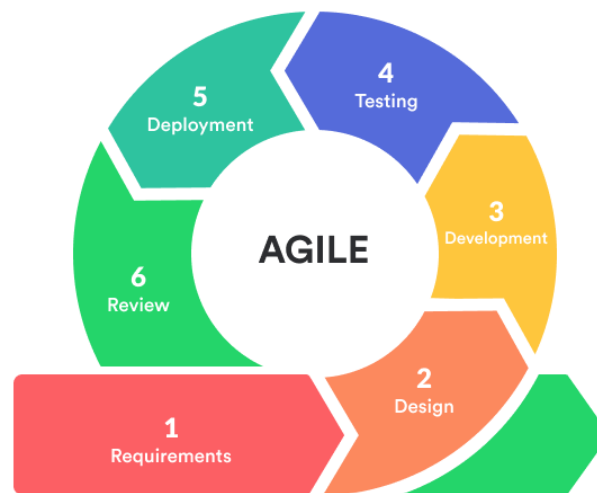 AGILE
1
Requirements
2
Design
3
Development
4
Testing
5
Deployment
6
Review